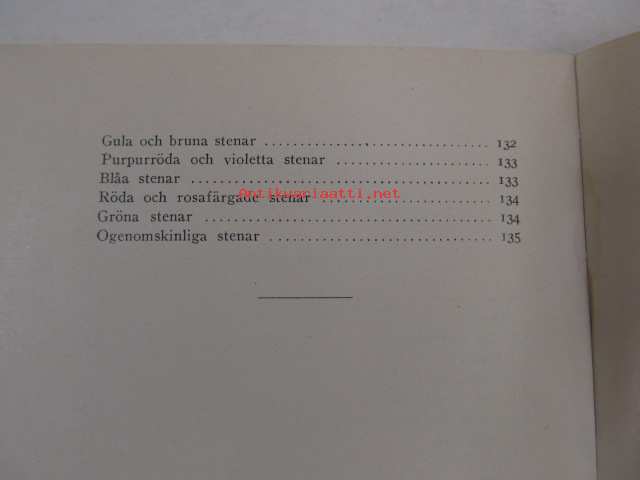 Gula och bruna stenar ........................ 132
Purpurröda och violetta stenar ................ 133
Blåa stenar .................................. 133
Antikvariaatti.net
Röda och rosafärgade stenar .................. 134
Gröna stenar ................................. 134
Ogenomskinliga stenar ........................ 135